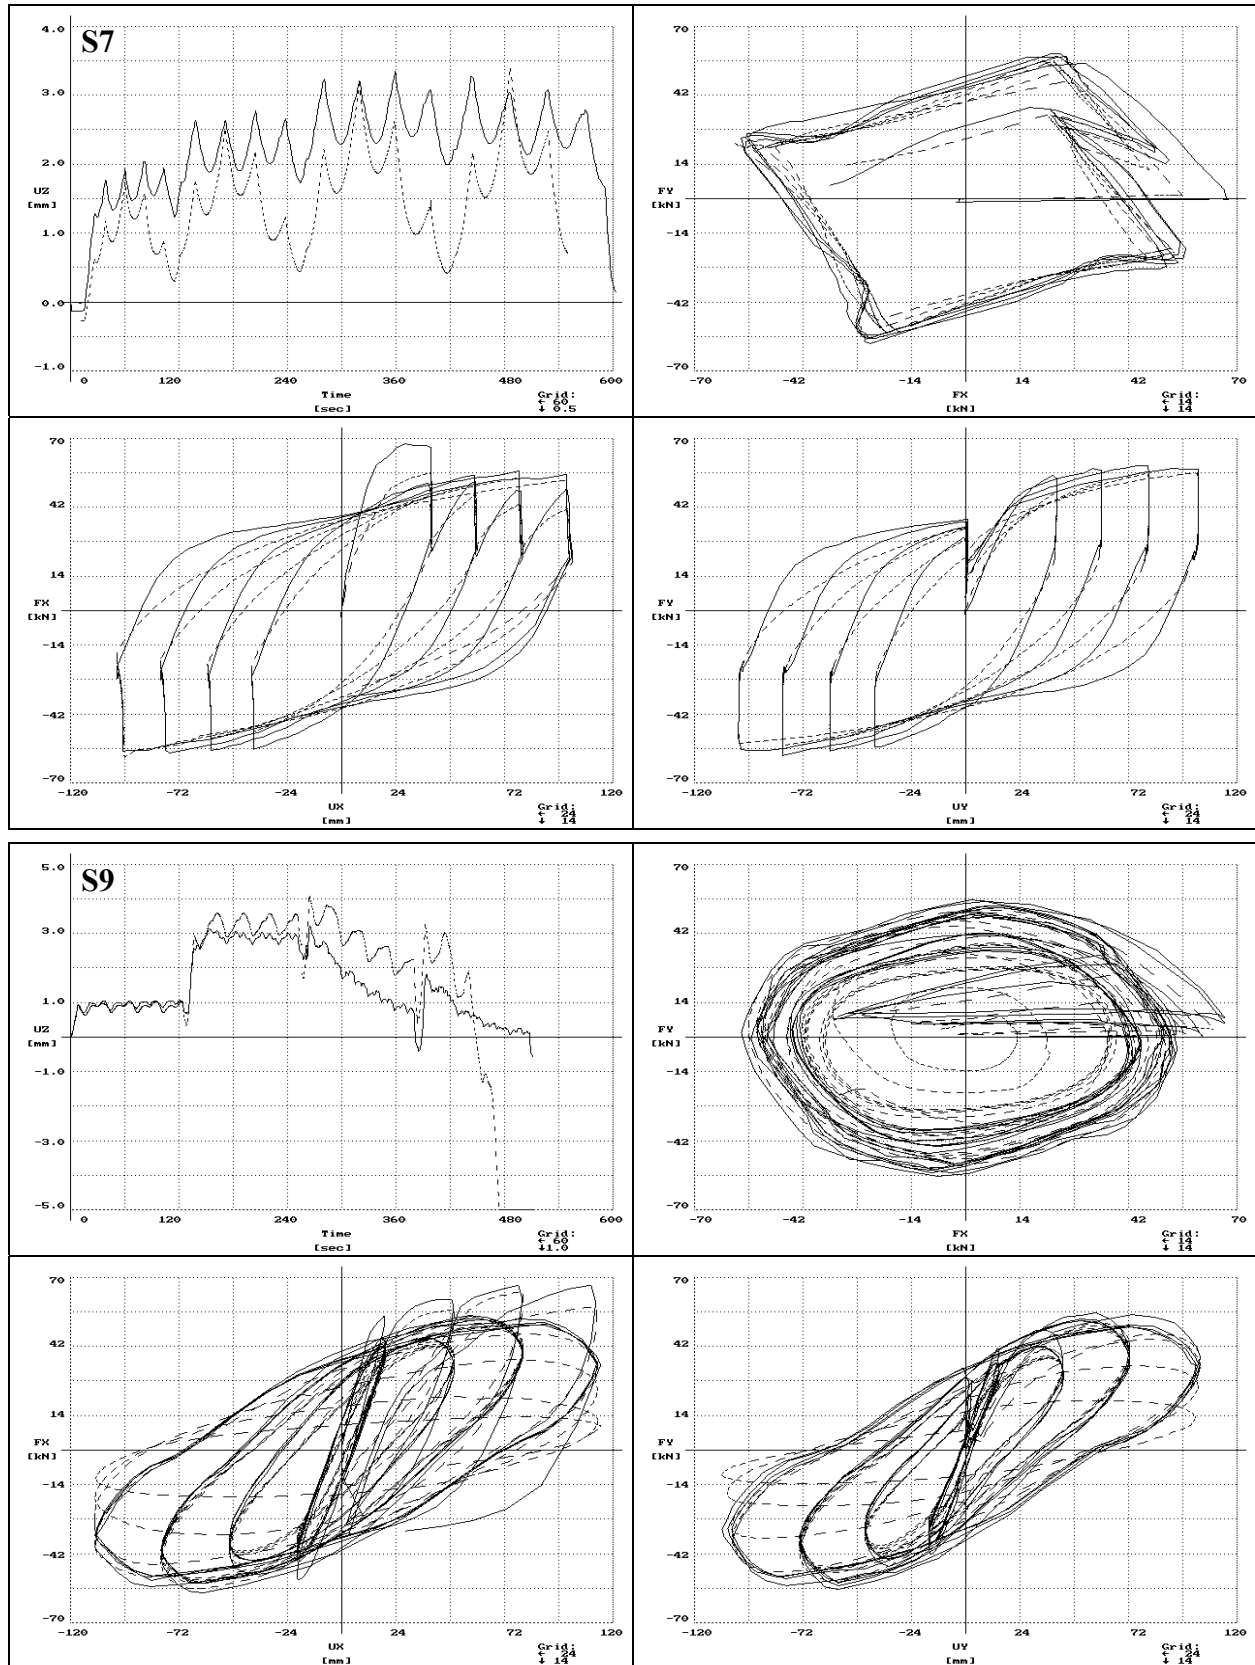 S7
4.0
3.0
2.0
UZ
[mm]
1.0
0.0
-1.0
0 120 240 360 480 600
Time
[sec]
Grid:
← 60
↓ 0.5
70
42
14
FY
[kN]
-14
-42
-70
-70 -42 -14 14 42 70
FX
[kN]
Grid:
← 14
↓ 14
70
42
14
FX
[kN]
-14
-42
-70
-120 -72 24 72 120
UX
[mm]
Grid:
← 24
↓ 14
70
42
14
FY
[kN]
-14
-42
-70
-120 -72 24 72 120
UY
[mm]
Grid:
← 24
↓ 14
S9
5.0
3.0
1.0
UZ
[mm]
-1.0
-3.0
-5.0
0 120 240 360 480 600
Time
[sec]
Grid:
← 60
↓1.0
70
42
14
FY
[kN]
-14
-42
-70
-70 -42 -14 14 42 70
FX
[kN]
Grid:
← 14
↓ 14
70
42
14
FX
[kN]
-14
-42
-70
-120 -72 24 72 120
UX
[mm]
Grid:
← 24
↓ 14
70
42
14
FY
[kN]
-14
-42
-70
-120 -72 24 72 120
UY
[mm]
Grid:
← 24
↓ 14